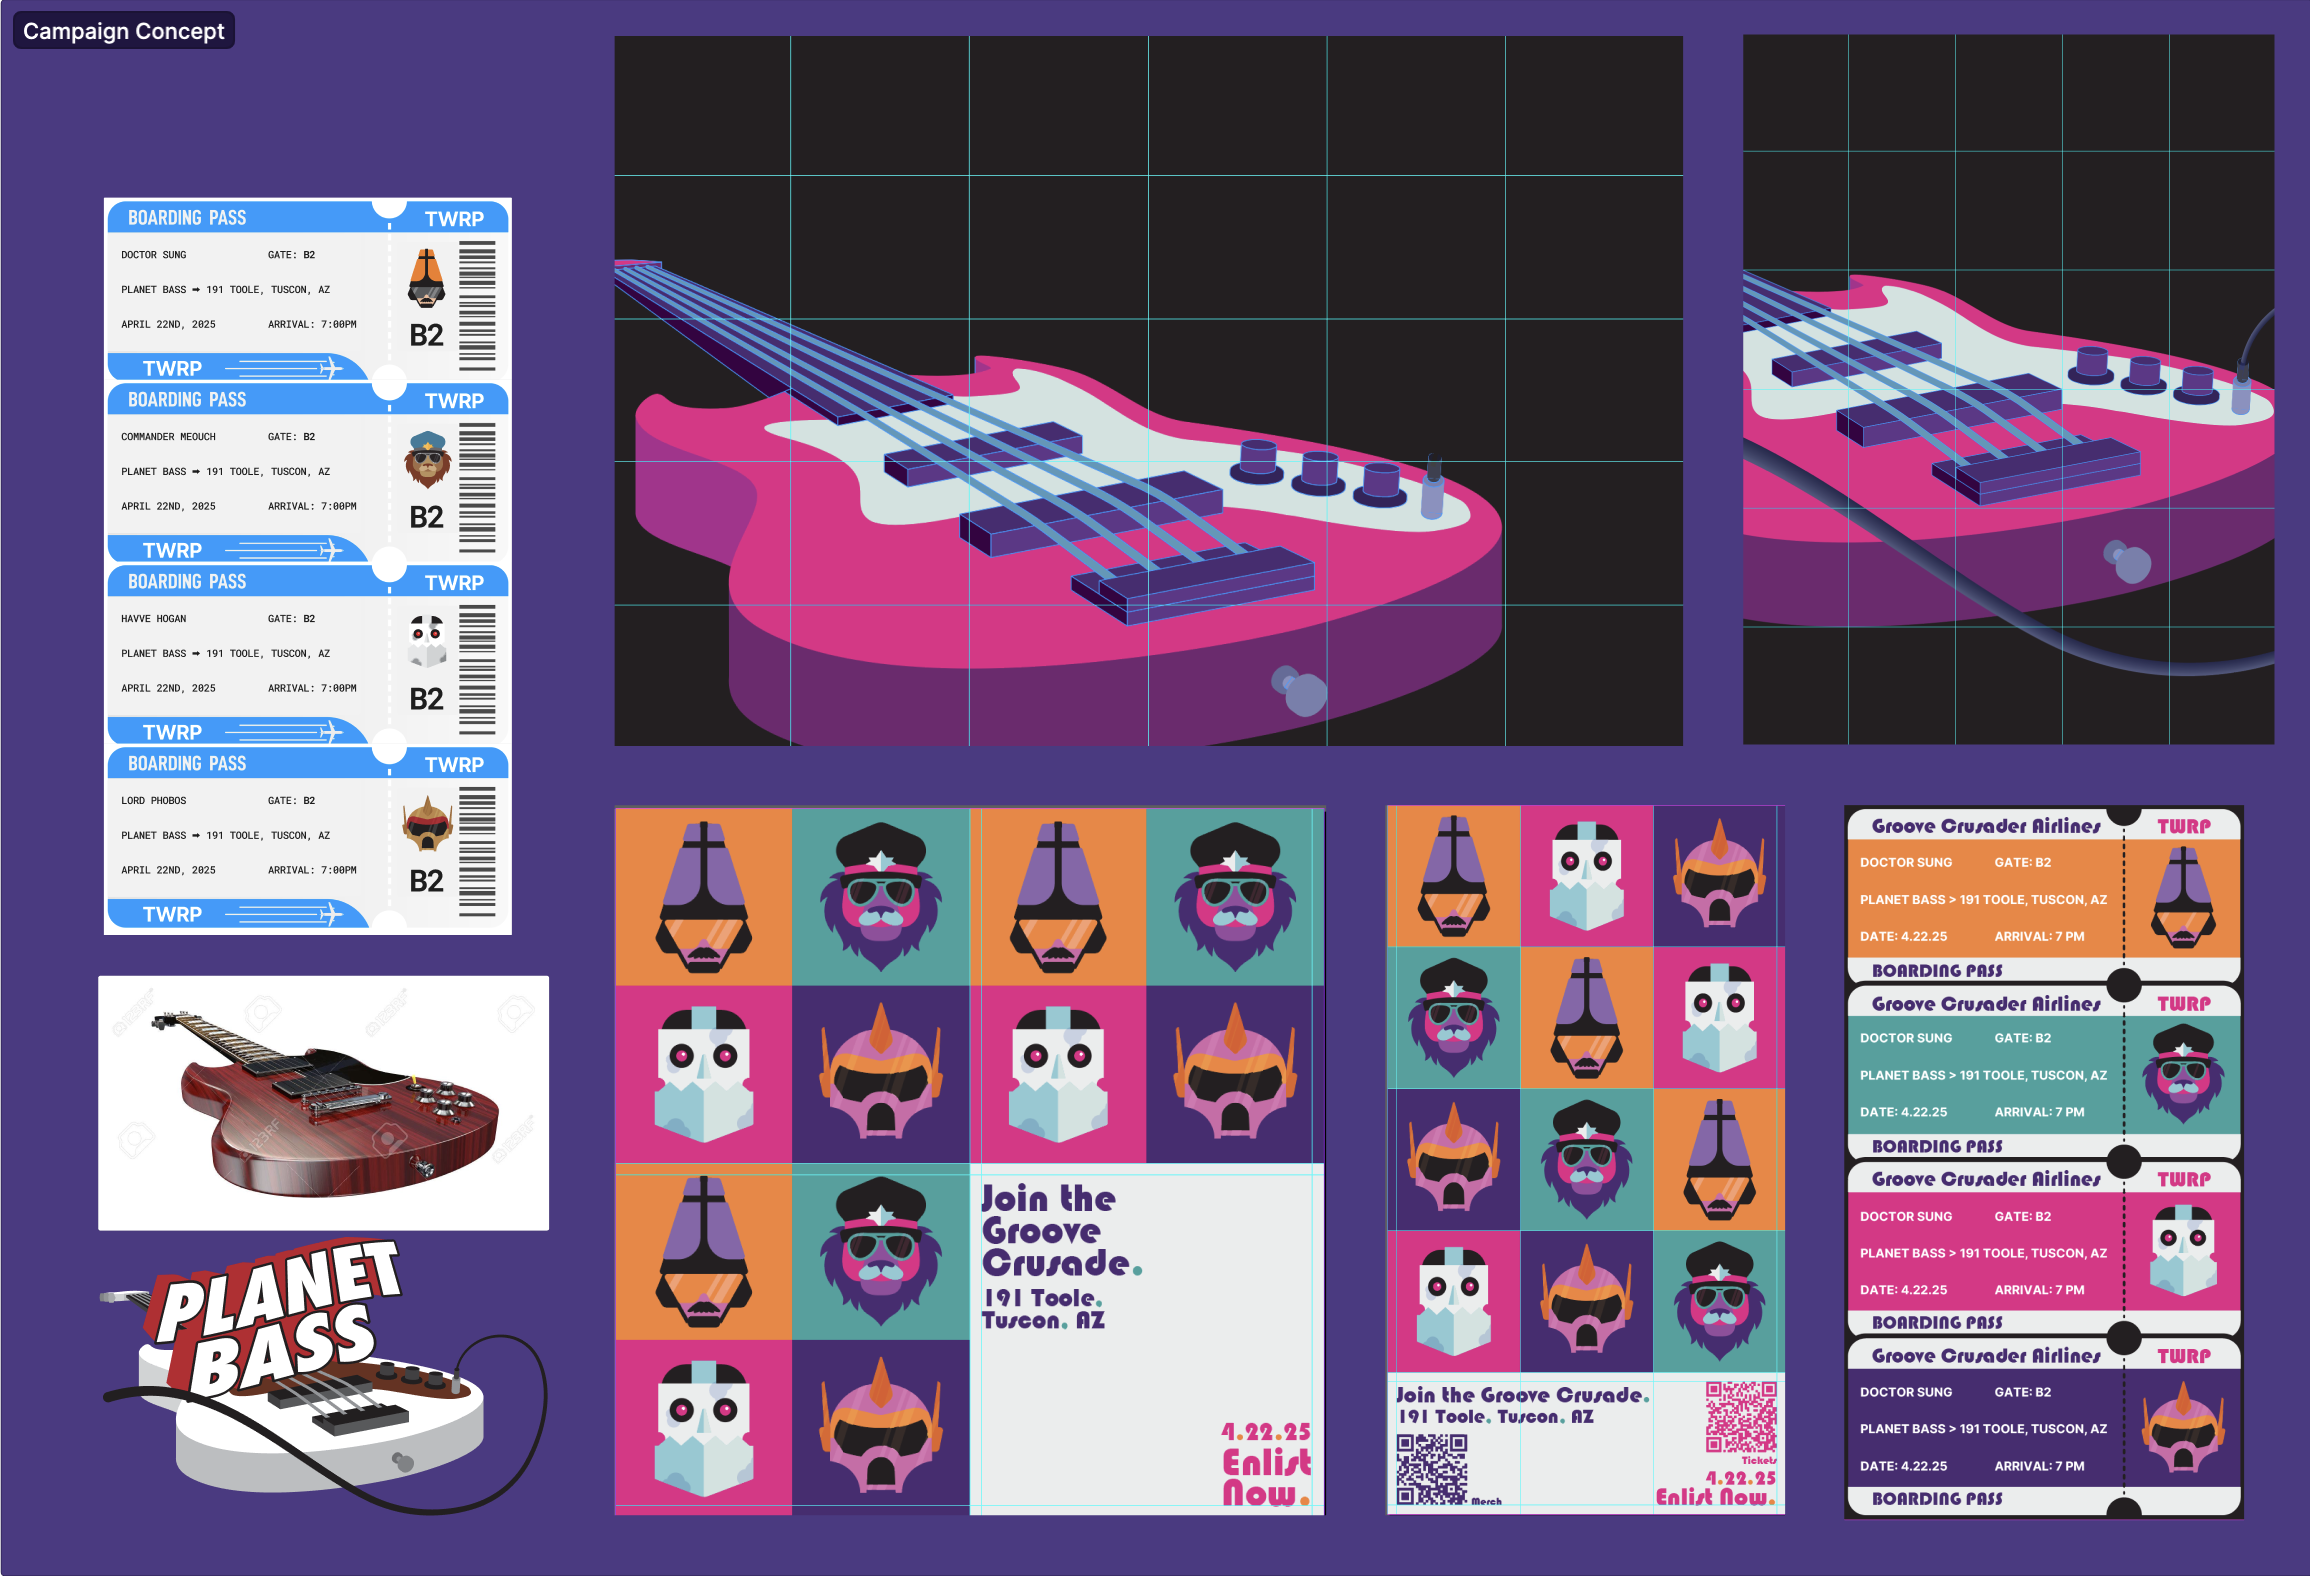 Campaign Concept
BOARDING PASS TWRP
DOCTOR SUNG GATE: B2
PLANET BASS ➡ 191 TOOLE, TUSCON, AZ
APRIL 22ND, 2025 ARRIVAL: 7:00PM
B2
TWRP
BOARDING PASS TWRP
COMMANDER MEOUCH GATE: B2
PLANET BASS ➡ 191 TOOLE, TUSCON, AZ
APRIL 22ND, 2025 ARRIVAL: 7:00PM
B2
TWRP
BOARDING PASS TWRP
HAVVE HOGAN GATE: B2
PLANET BASS ➡ 191 TOOLE, TUSCON, AZ
APRIL 22ND, 2025 ARRIVAL: 7:00PM
B2
TWRP
BOARDING PASS TWRP
LORD PHOBOS GATE: B2
PLANET BASS ➡ 191 TOOLE, TUSCON, AZ
APRIL 22ND, 2025 ARRIVAL: 7:00PM
B2
TWRP
123RF
PLANET
BASS
Join the
Groove
Crusade.
191 Toole.
Tuscon. AZ
4.22.25
Enlist
Now.
Join the Groove Crusade.
191 Toole. Tuscon. AZ
Merch
Tickets
4.22.25
Enlist Now.
Groove Crusader Airlines TWRP
DOCTOR SUNG GATE: B2
PLANET BASS > 191 TOOLE, TUSCON, AZ
DATE: 4.22.25 ARRIVAL: 7 PM
BOARDING PASS
Groove Crusader Airlines TWRP
DOCTOR SUNG GATE: B2
PLANET BASS > 191 TOOLE, TUSCON, AZ
DATE: 4.22.25 ARRIVAL: 7 PM
BOARDING PASS
Groove Crusader Airlines TWRP
DOCTOR SUNG GATE: B2
PLANET BASS > 191 TOOLE, TUSCON, AZ
DATE: 4.22.25 ARRIVAL: 7 PM
BOARDING PASS
Groove Crusader Airlines TWRP
DOCTOR SUNG GATE: B2
PLANET BASS > 191 TOOLE, TUSCON, AZ
DATE: 4.22.25 ARRIVAL: 7 PM
BOARDING PASS